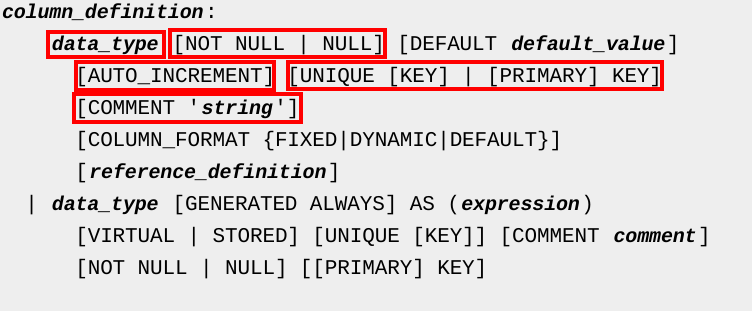 column_definition:
data_type [NOT NULL | NULL] [DEFAULT default_value]
[AUTO_INCREMENT] [UNIQUE [KEY] | [PRIMARY] KEY]
[COMMENT 'string']
[COLUMN_FORMAT {FIXED|DYNAMIC|DEFAULT}]
[reference_definition]
| data_type [GENERATED ALWAYS] AS (expression)
[VIRTUAL | STORED] [UNIQUE [KEY]] [COMMENT comment]
[NOT NULL | NULL] [[PRIMARY] KEY]